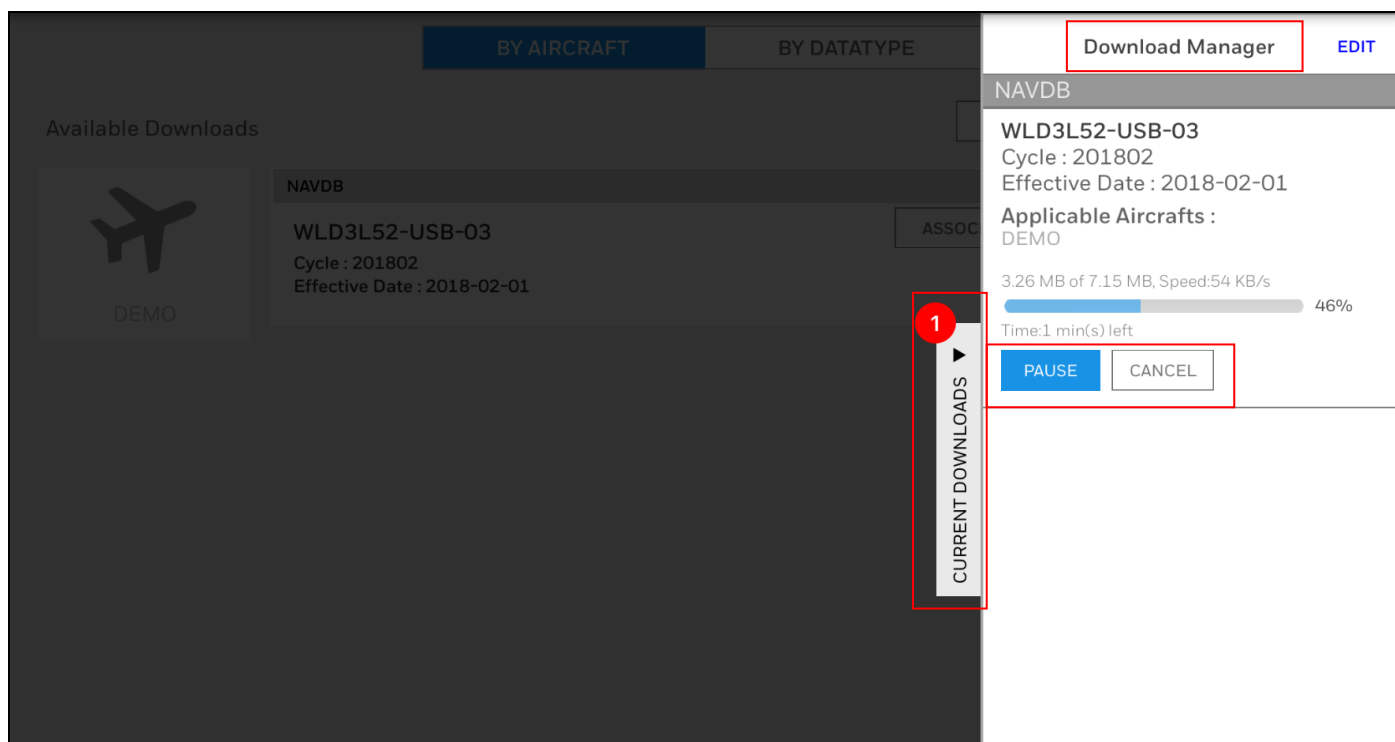 BY AIRCRAFT
BY DATATYPE
Available Downloads
DEMO
NAVDB
WLD3L52-USB-03
Cycle : 201802
Effective Date : 2018-02-01
ASSOC
1
CURRENT DOWNLOADS
Download Manager
EDIT
NAVDB
WLD3L52-USB-03
Cycle : 201802
Effective Date : 2018-02-01
Applicable Aircrafts :
DEMO
3.26 MB of 7.15 MB, Speed:54 KB/s
46%
Time:1 min(s) left
PAUSE
CANCEL